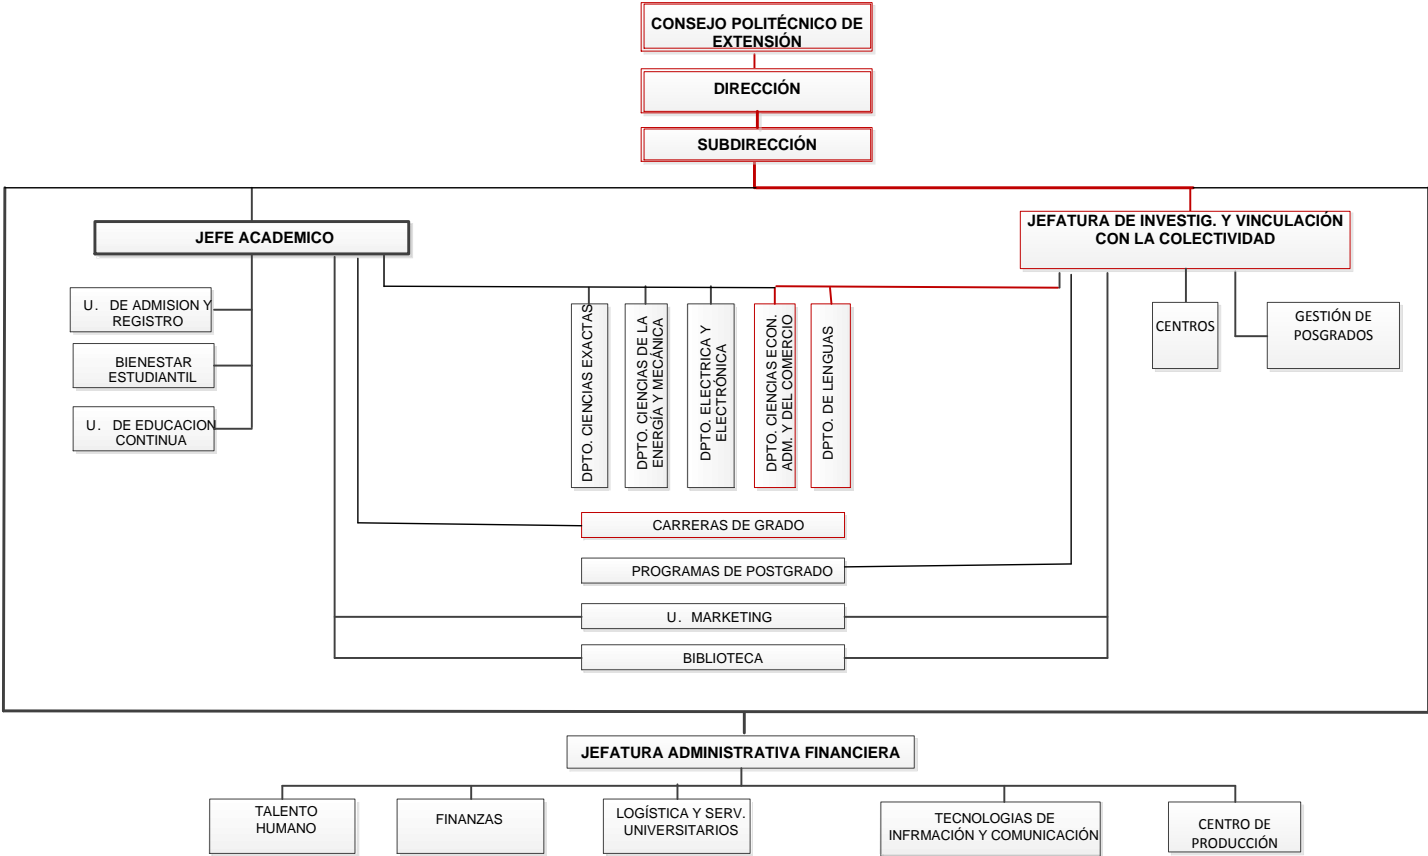 CONSEJO POLITÉCNICO DE
EXTENSIÓN
DIRECCIÓN
SUBDIRECCIÓN
JEFE ACADEMICO
JEFATURA DE INVESTIG. Y VINCULACIÓN
CON LA COLECTIVIDAD
U. DE ADMISION Y
REGISTRO
BIENESTAR
ESTUDIANTIL
U. DE EDUCACION
CONTINUA
DPTO. CIENCIAS EXACTAS
DPTO. CIENCIAS DE LA
ENERGÍA Y MECÁNICA
DPTO. ELECTRICA Y
ELECTRÓNICA
DPTO. CIENCIAS ECON.
ADM. Y DEL COMERCIO
DPTO. DE LENGUAS
CENTROS
GESTIÓN DE
POSGRADOS
CARRERAS DE GRADO
PROGRAMAS DE POSTGRADO
U. MARKETING
BIBLIOTECA
JEFATURA ADMINISTRATIVA FINANCIERA
TALENTO
HUMANO
FINANZAS
LOGÍSTICA Y SERV.
UNIVERSITARIOS
TECNOLOGIAS DE
INFRMACIÓN Y COMUNICACIÓN
CENTRO DE
PRODUCCIÓN